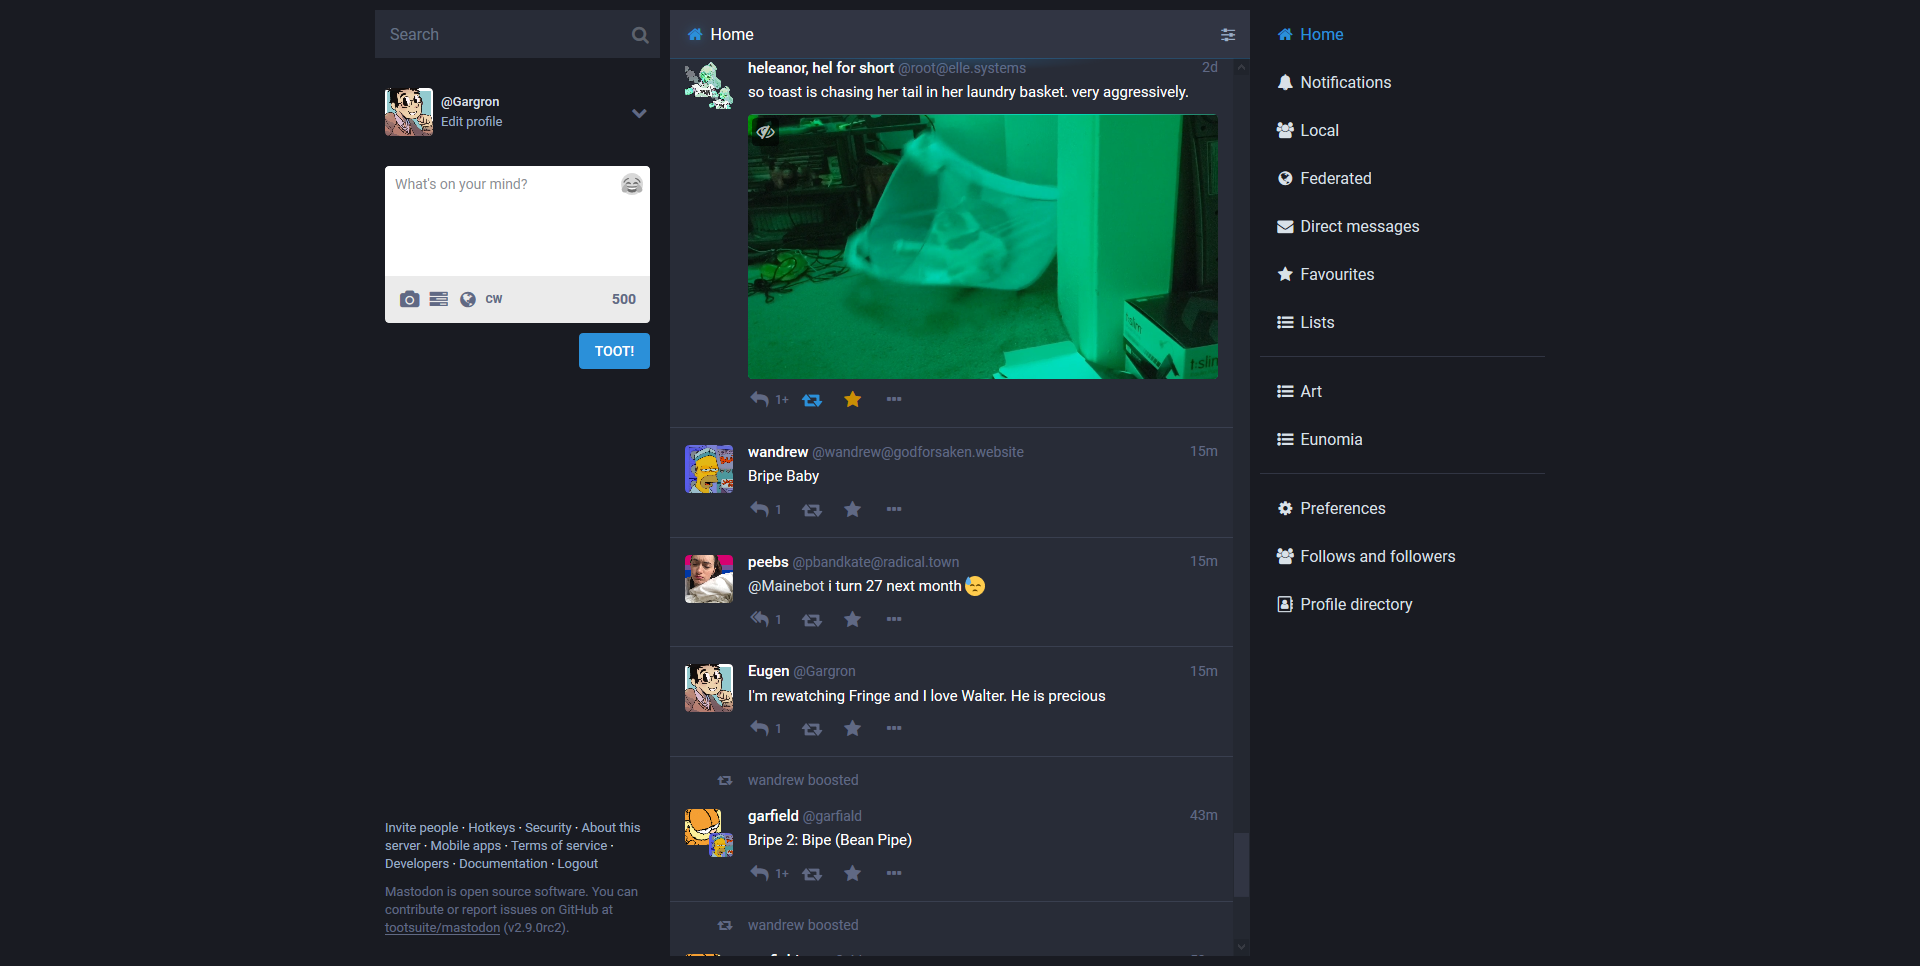 Search
@Gargron
Edit profile
What's on your mind?
CW
500
TOOT!
Invite people · Hotkeys · Security · About this
server · Mobile apps · Terms of service ·
Developers · Documentation · Logout
Mastodon is open source software. You can
contribute or report issues on GitHub at
tootsuite/mastodon (v2.9.0rc2).
Home
heleanor, hel for short @root@elle.systems 2d
so toast is chasing her tail in her laundry basket. very aggressively.
t:slim
t:slim
1+
wandrew @wandrew@godforsaken.website 15m
Bripe Baby
1
peebs @pbandkate@radical.town 15m
@Mainebot i turn 27 next month 😓
1
Eugen @Gargron 15m
I'm rewatching Fringe and I love Walter. He is precious
1
wandrew boosted
garfield @garfiald 43m
Bripe 2: Bipe (Bean Pipe)
1+
wandrew boosted
Home
Notifications
Local
Federated
Direct messages
Favourites
Lists
Art
Eunomia
Preferences
Follows and followers
Profile directory